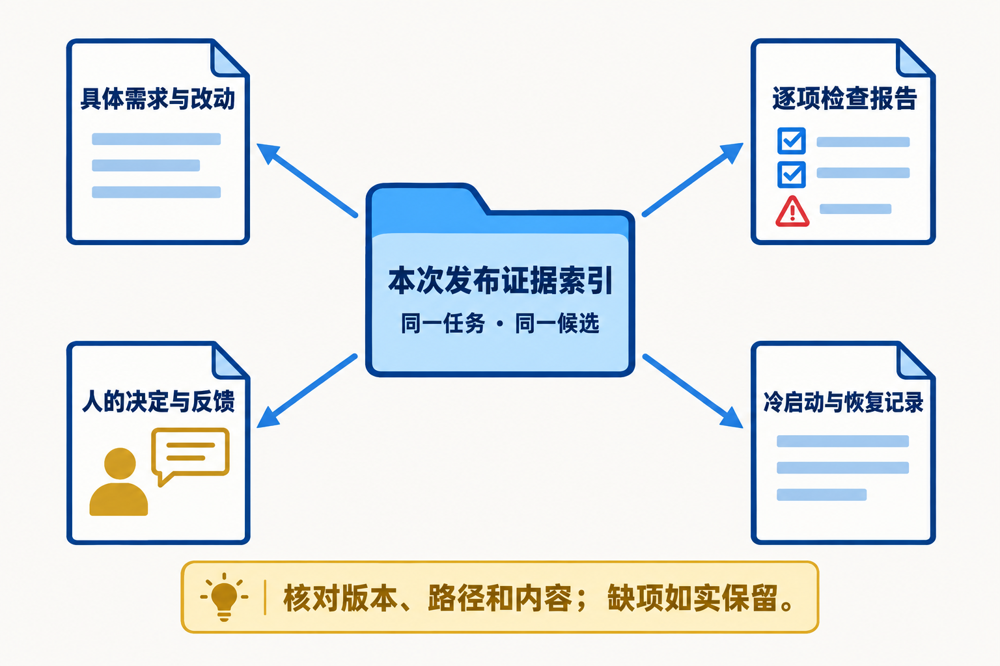 具体需求与改动
逐项检查报告
本次发布证据索引
同一任务 · 同一候选
人的决定与反馈
冷启动与恢复记录
核对版本、路径和内容；缺项如实保留。